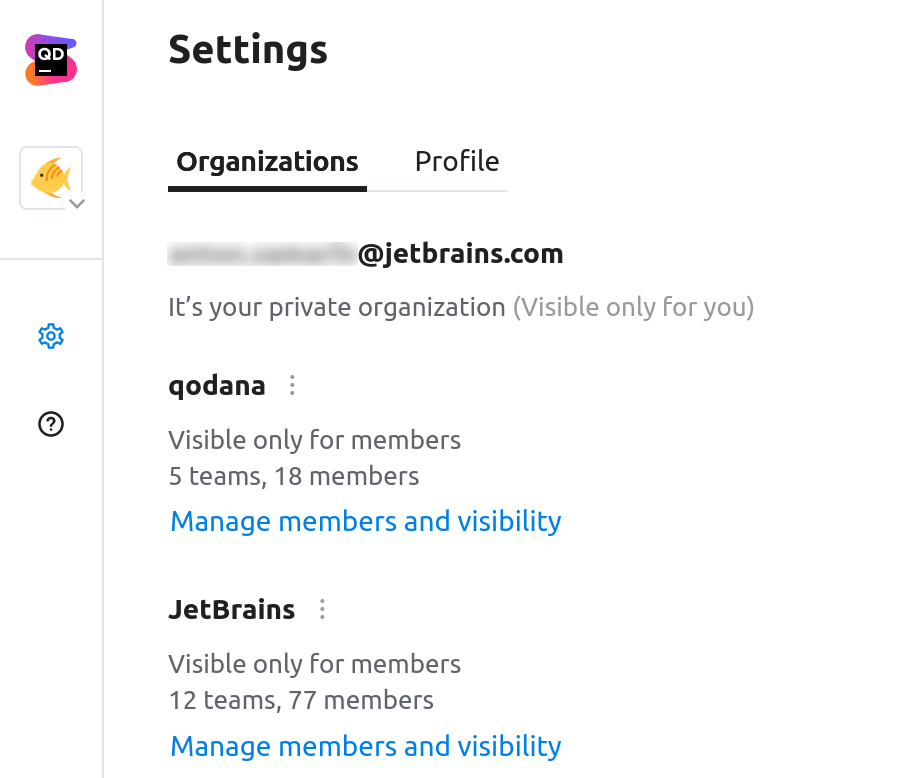 QD
Settings
Organizations Profile
@jetbrains.com
It’s your private organization (Visible only for you)
qodana
Visible only for members
5 teams, 18 members
Manage members and visibility
JetBrains
Visible only for members
12 teams, 77 members
Manage members and visibility